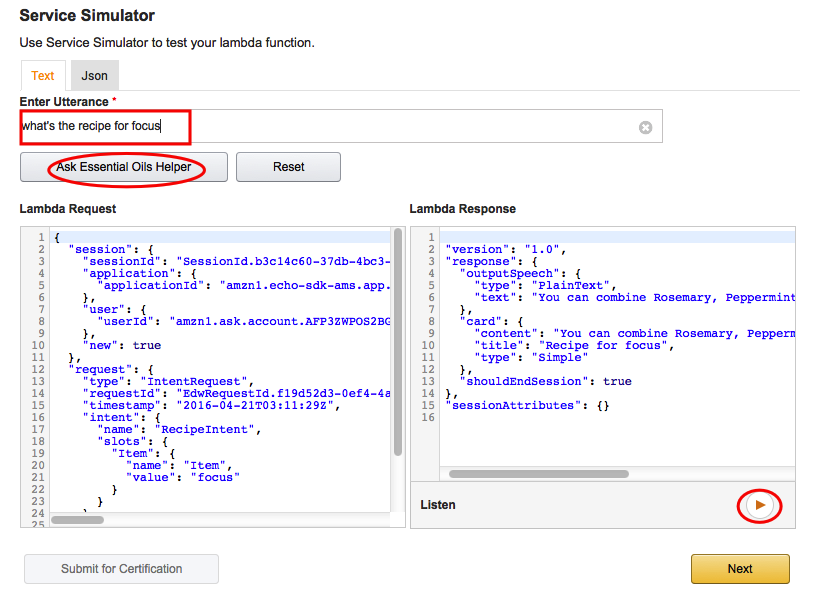 Service Simulator
Use Service Simulator to test your lambda function.
Text
Json
Enter Utterance *
what's the recipe for focus
Ask Essential Oils Helper
Reset
Lambda Request
1 {
2 "session": {
3 "sessionId": "SessionId.b3c14c60-37db-4bc3-
4 "application": {
5 "applicationId": "amzn1.echo-sdk-ams.app.
6 },
7 "user": {
8 "userId": "amzn1.ask.account.AFP3ZWPOS2BG
9 },
10 "new": true
11 },
12 "request": {
13 "type": "IntentRequest",
14 "requestId": "EdwRequestId.f19d52d3-0ef4-4a
15 "timestamp": "2016-04-21T03:11:29Z",
16 "intent": {
17 "name": "RecipeIntent",
18 "slots": {
19 "Item": {
20 "name": "Item",
21 "value": "focus"
22 }
23 }
24 }
25
Lambda Response
1
2 "version": "1.0",
3 "response": {
4 "outputSpeech": {
5 "type": "PlainText",
6 "text": "You can combine Rosemary, Peppermint
7 },
8 "card": {
9 "content": "You can combine Rosemary, Pepperm
10 "title": "Recipe for focus",
11 "type": "Simple"
12 },
13 "shouldEndSession": true
14 },
15 "sessionAttributes": {}
16
Listen
Submit for Certification
Next